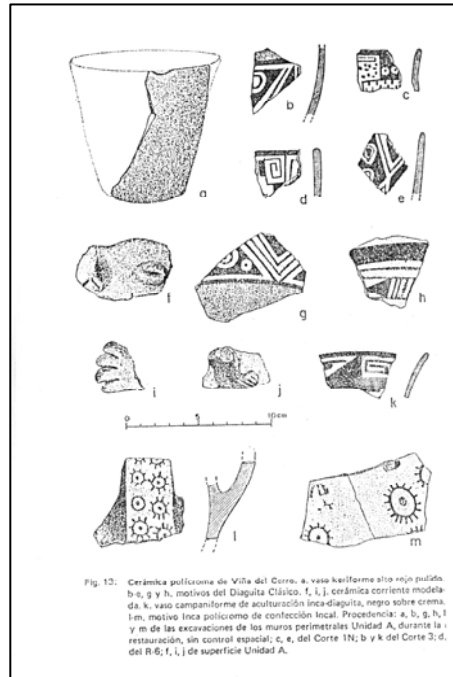 a
b
c
d
e
f
g
h
i
j
k
0 5 10cm
l
m
Fig. 13: Cerámica polícroma de Viña del Cerro. a, vaso keriforme alto rojo pulido.
b-e, g y h, motivos del Diaguita Clásico. f, i, j, cerámica corriente modela-
da. k, vaso campaniforme de aculturación inca-diaguita, negro sobre crema.
l-m, motivo Inca polícromo de confección local. Procedencia: a, b, g, h, l
y m de las excavaciones de los muros perimetrales Unidad A, durante la
restauración, sin control espacial; c, e, del Corte 1N; b y k del Corte 3; d,
del R-6; f, i, j de superficie Unidad A.